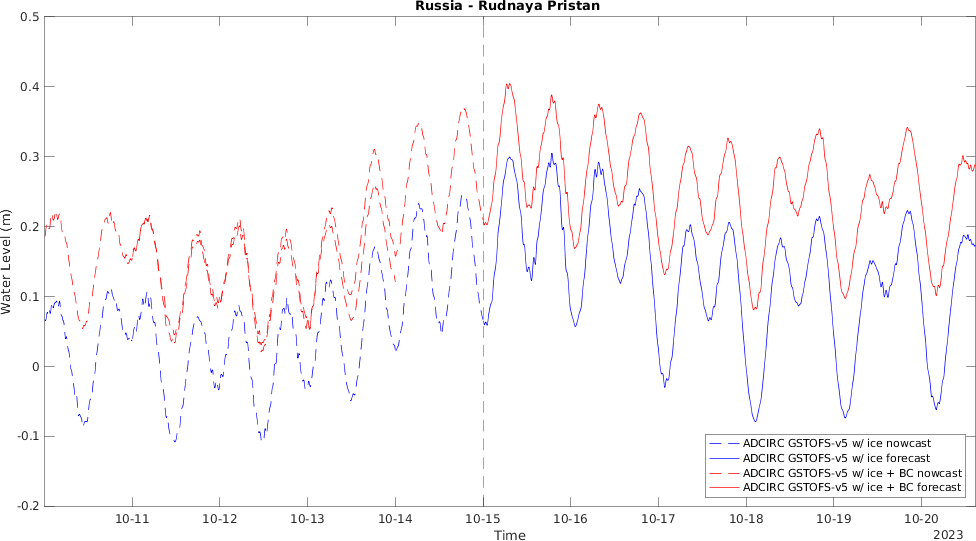 Russia - Rudnaya Pristan
0.5
0.4
0.3
0.2
0.1
0
-0.1
-0.2
Water Level (m)
ADCIRC GSTOFS-v5 w/ ice nowcast
ADCIRC GSTOFS-v5 w/ ice forecast
ADCIRC GSTOFS-v5 w/ ice + BC nowcast
ADCIRC GSTOFS-v5 w/ ice + BC forecast
10-11
10-12
10-13
10-14
10-15
10-16
10-17
10-18
10-19
10-20
Time
2023